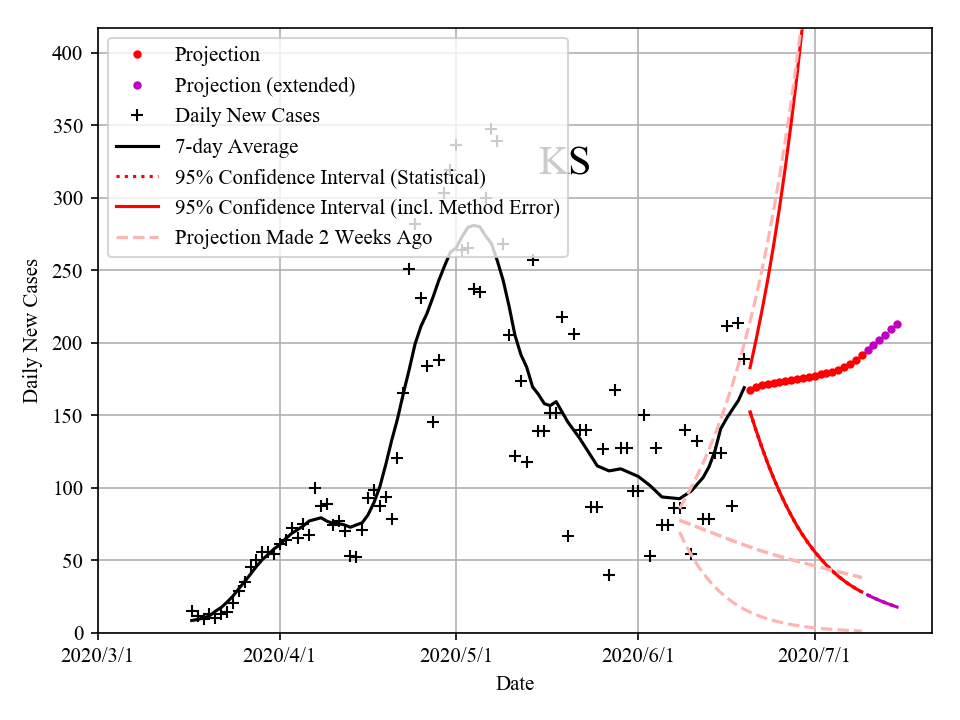 400
350
300
250
200
150
100
50
0
Daily New Cases
Projection
Projection (extended)
Daily New Cases
7-day Average
95% Confidence Interval (Statistical)
95% Confidence Interval (incl. Method Error)
Projection Made 2 Weeks Ago
KS
2020/3/1
2020/4/1
2020/5/1
2020/6/1
2020/7/1
Date